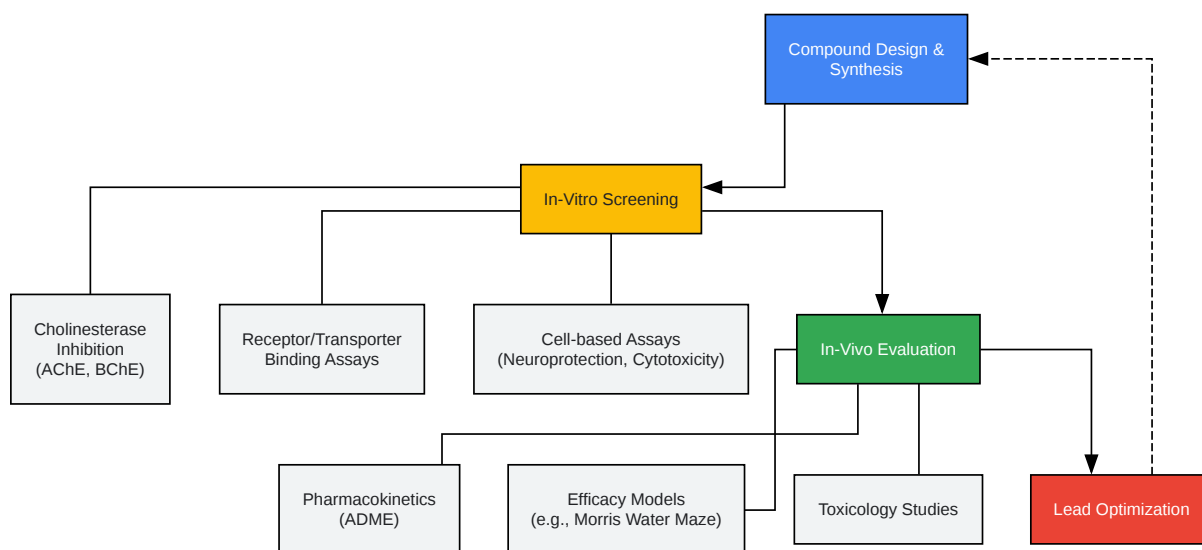 Compound Design &
Synthesis
In-Vitro Screening
Cholinesterase
Inhibition
(AChE, BChE)
Receptor/Transporter
Binding Assays
Cell-based Assays
(Neuroprotection, Cytotoxicity)
In-Vivo Evaluation
Pharmacokinetics
(ADME)
Efficacy Models
(e.g., Morris Water Maze)
Toxicology Studies
Lead Optimization